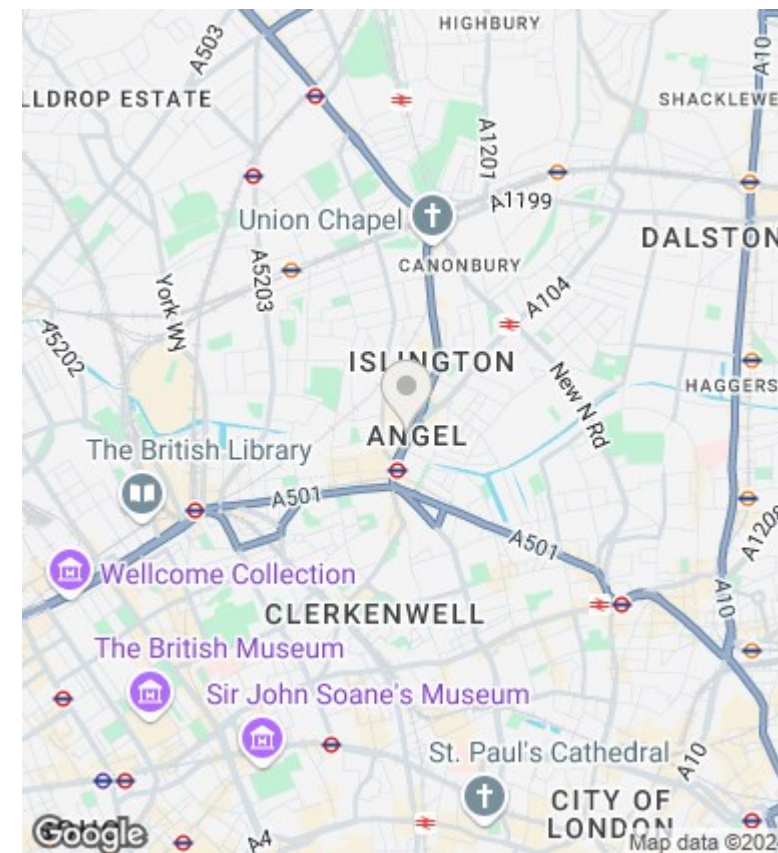 HIGHBURY
A503
A10
LLDROP ESTATE
SHACKLEWE
A1201
A1199
Union Chapel
DALSTON
CANONBURY
A5203
York Wy
A104
A5202
ISLINGTON
New N Rd
HAGGERS
ANGEL
The British Library
A501
A501
A1208
Wellcome Collection
A10
CLERKENWELL
The British Museum
Sir John Soane's Museum
St. Paul's Cathedral
A10
CITY OF
LONDON
Google
A4
Map data ©202